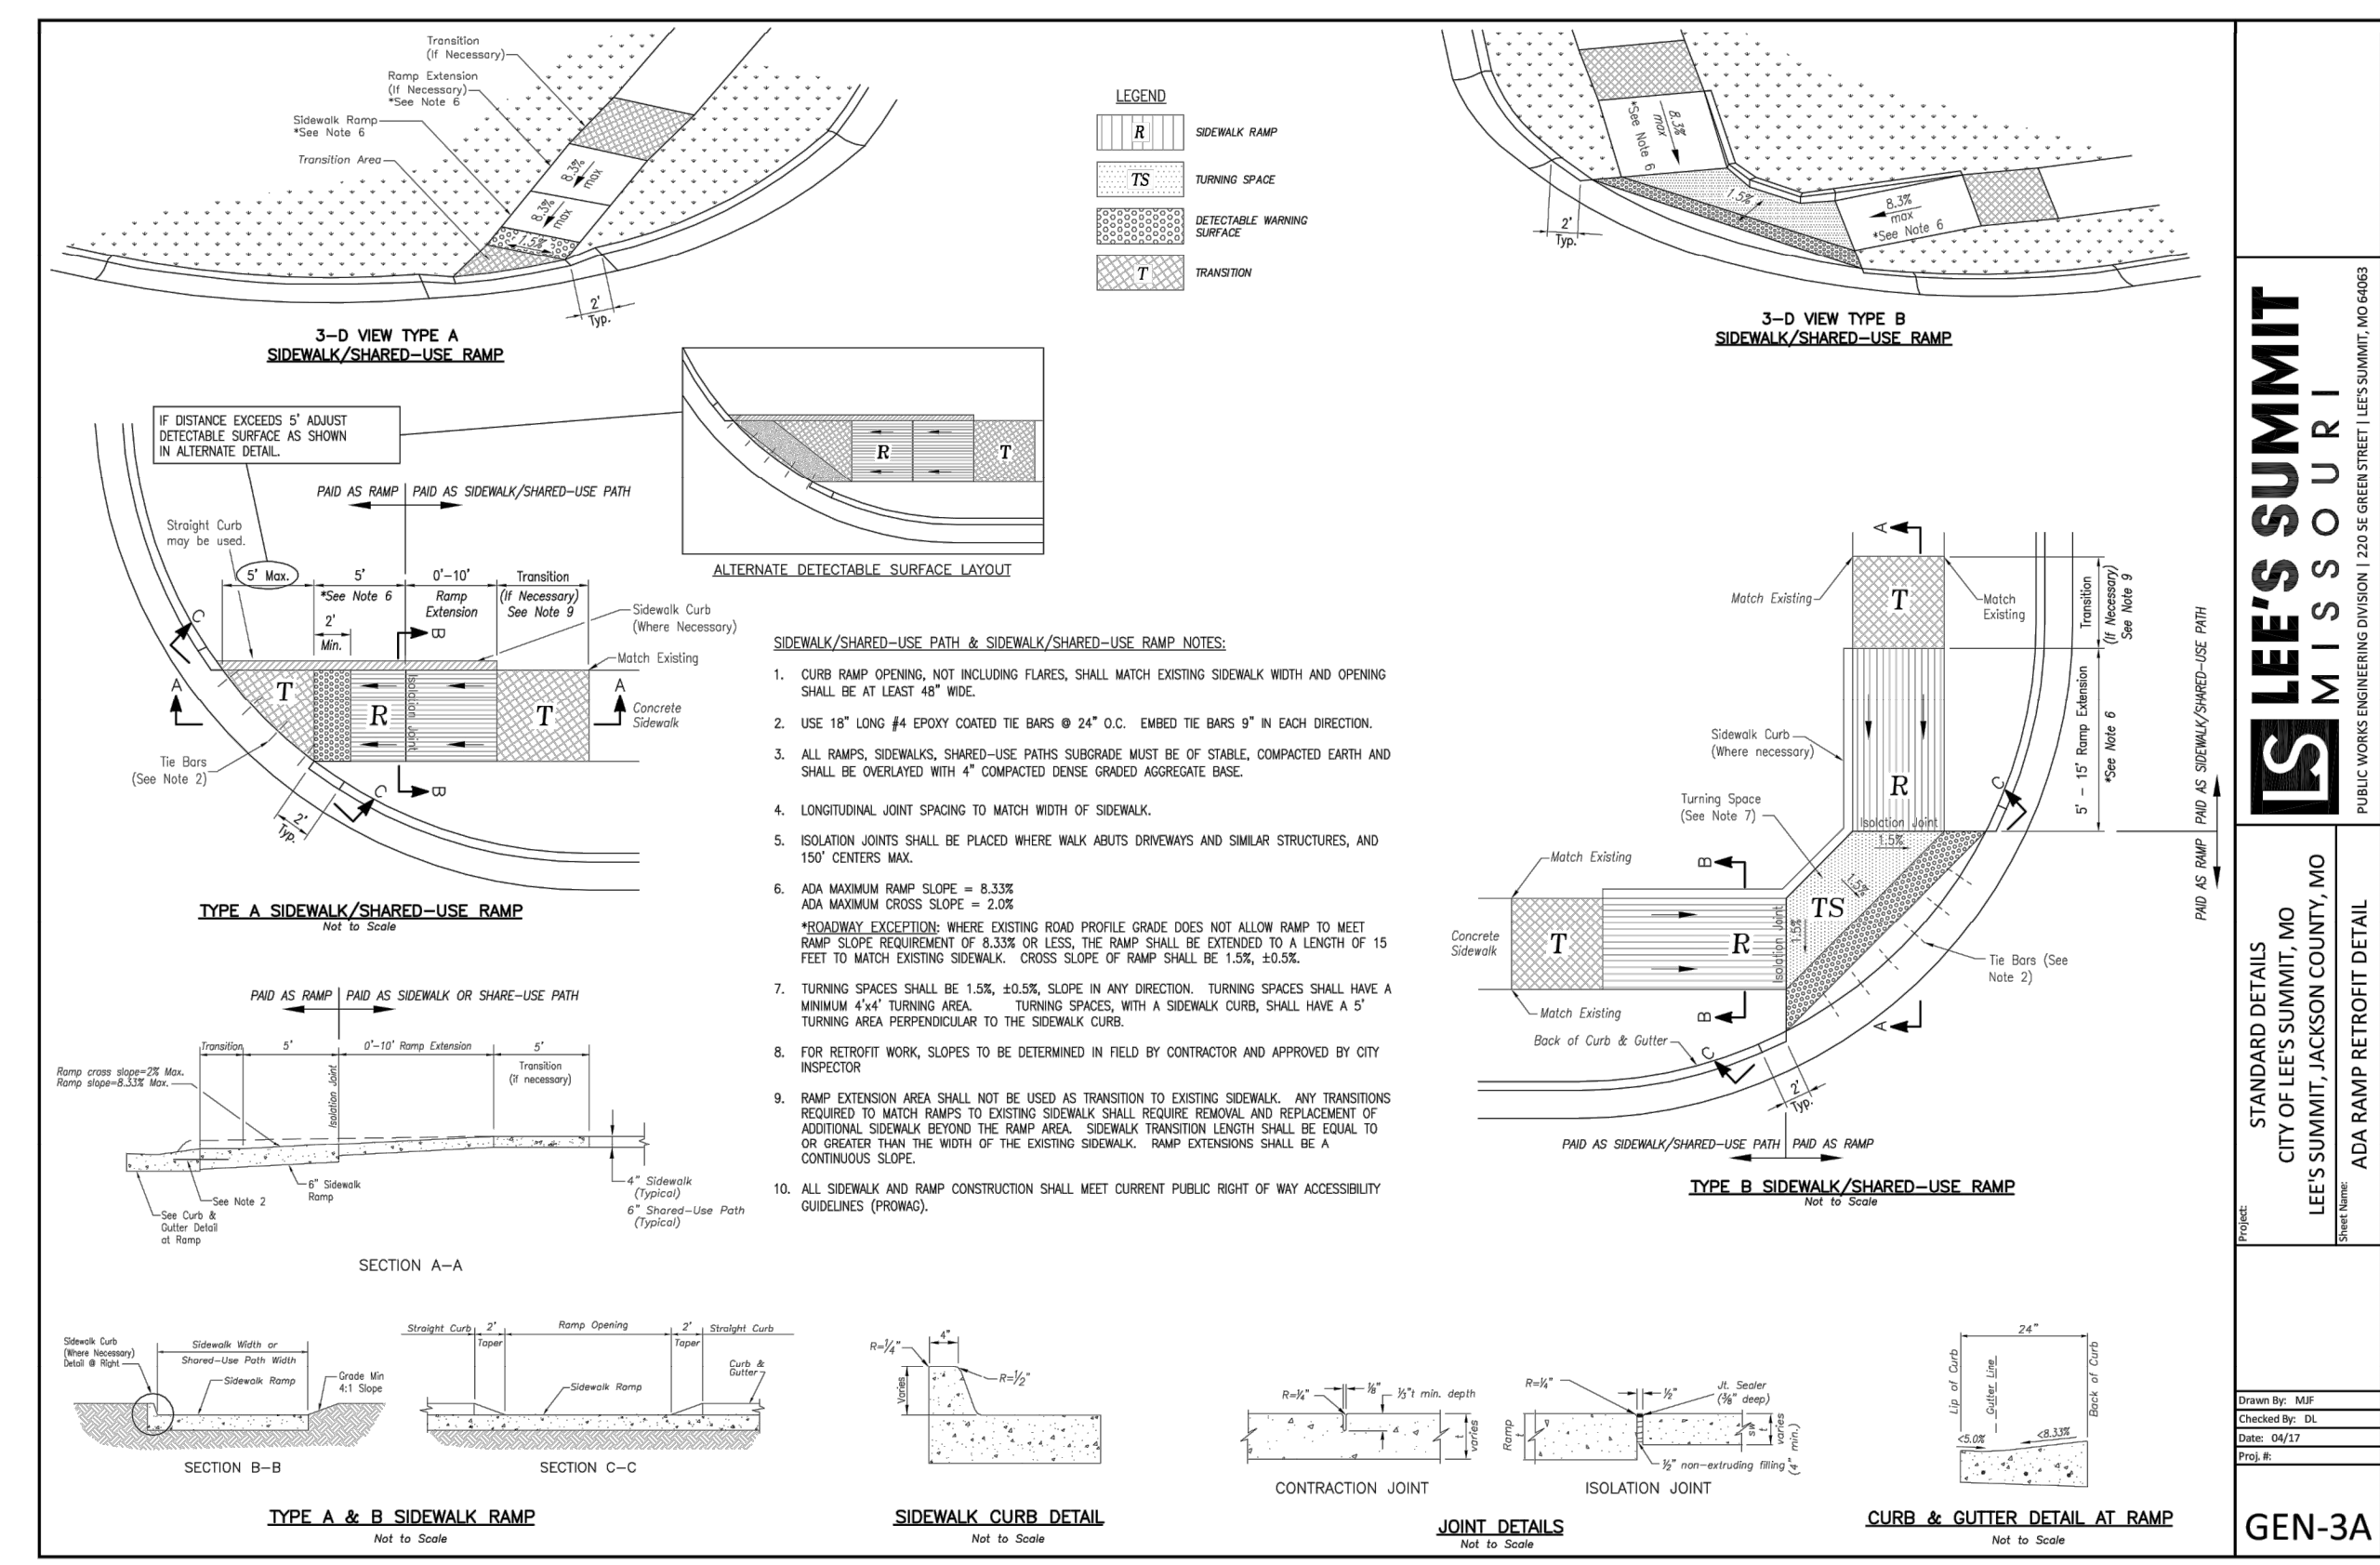 Transition
(If Necessary)
Ramp Extension
(If Necessary)
*See Note 6
Sidewalk Ramp
*See Note 6
Transition Area
8.3%
max
8.3%
max
1.5%
2'
Typ.
3-D VIEW TYPE A
SIDEWALK/SHARED-USE RAMP
LEGEND
R
SIDEWALK RAMP
TS
TURNING SPACE
DETECTABLE WARNING
SURFACE
T
TRANSITION
*See Note 6
8.3%
max
1.5%
8.3%
max
*See Note 6
2'
Typ.
3-D VIEW TYPE B
SIDEWALK/SHARED-USE RAMP
IF DISTANCE EXCEEDS 5' ADJUST
DETECTABLE SURFACE AS SHOWN
IN ALTERNATE DETAIL.
R
T
ALTERNATE DETECTABLE SURFACE LAYOUT
PAID AS RAMP
PAID AS SIDEWALK/SHARED-USE PATH
Straight Curb
may be used.
5' Max.
5'
*See Note 6
0'-10'
Ramp
Extension
Transition
(If Necessary)
See Note 9
2'
Min.
B
Sidewalk Curb
(Where Necessary)
Match Existing
C
A
T
R
Isolation Joint
T
A
Concrete
Sidewalk
Tie Bars
(See Note 2)
C
B
2'
Typ.
TYPE A SIDEWALK/SHARED-USE RAMP
Not to Scale
PAID AS RAMP
PAID AS SIDEWALK OR SHARE-USE PATH
Transition
5'
0'-10' Ramp Extension
5'
Transition
(if necessary)
Ramp cross slope=2% Max.
Ramp slope=8.33% Max.
Isolation Joint
6" Sidewalk
Ramp
See Note 2
See Curb &
Gutter Detail
at Ramp
4" Sidewalk
(Typical)
6" Shared-Use Path
(Typical)
SECTION A-A
SIDEWALK/SHARED-USE PATH & SIDEWALK/SHARED-USE RAMP NOTES:
1. CURB RAMP OPENING, NOT INCLUDING FLARES, SHALL MATCH EXISTING SIDEWALK WIDTH AND OPENING
SHALL BE AT LEAST 48" WIDE.
2. USE 18" LONG #4 EPOXY COATED TIE BARS @ 24" O.C. EMBED TIE BARS 9" IN EACH DIRECTION.
3. ALL RAMPS, SIDEWALKS, SHARED-USE PATHS SUBGRADE MUST BE OF STABLE, COMPACTED EARTH AND
SHALL BE OVERLAYED WITH 4" COMPACTED DENSE GRADED AGGREGATE BASE.
4. LONGITUDINAL JOINT SPACING TO MATCH WIDTH OF SIDEWALK.
5. ISOLATION JOINTS SHALL BE PLACED WHERE WALK ABUTS DRIVEWAYS AND SIMILAR STRUCTURES, AND
150' CENTERS MAX.
6. ADA MAXIMUM RAMP SLOPE = 8.33%
ADA MAXIMUM CROSS SLOPE = 2.0%
*ROADWAY EXCEPTION: WHERE EXISTING ROAD PROFILE GRADE DOES NOT ALLOW RAMP TO MEET
RAMP SLOPE REQUIREMENT OF 8.33% OR LESS, THE RAMP SHALL BE EXTENDED TO A LENGTH OF 15
FEET TO MATCH EXISTING SIDEWALK. CROSS SLOPE OF RAMP SHALL BE 1.5%, ±0.5%.
7. TURNING SPACES SHALL BE 1.5%, ±0.5%, SLOPE IN ANY DIRECTION. TURNING SPACES SHALL HAVE A
MINIMUM 4'x4' TURNING AREA. TURNING SPACES, WITH A SIDEWALK CURB, SHALL HAVE A 5'
TURNING AREA PERPENDICULAR TO THE SIDEWALK CURB.
8. FOR RETROFIT WORK, SLOPES TO BE DETERMINED IN FIELD BY CONTRACTOR AND APPROVED BY CITY
INSPECTOR
9. RAMP EXTENSION AREA SHALL NOT BE USED AS TRANSITION TO EXISTING SIDEWALK. ANY TRANSITIONS
REQUIRED TO MATCH RAMPS TO EXISTING SIDEWALK SHALL REQUIRE REMOVAL AND REPLACEMENT OF
ADDITIONAL SIDEWALK BEYOND THE RAMP AREA. SIDEWALK TRANSITION LENGTH SHALL BE EQUAL TO
OR GREATER THAN THE WIDTH OF THE EXISTING SIDEWALK. RAMP EXTENSIONS SHALL BE A
CONTINUOUS SLOPE.
10. ALL SIDEWALK AND RAMP CONSTRUCTION SHALL MEET CURRENT PUBLIC RIGHT OF WAY ACCESSIBILITY
GUIDELINES (PROWAG).
A
Match Existing
T
Match
Existing
Transition
(If Necessary)
See Note 9
Sidewalk Curb
(Where necessary)
R
5' - 15' Ramp Extension
*See Note 6
PAID AS SIDEWALK/SHARED-USE PATH
PAID AS RAMP
Turning Space
(See Note 7)
Isolation Joint
1.5%
C
Match Existing
B
1.5%
TS
1.5%
Concrete
Sidewalk
T
R
Isolation Joint
Tie Bars (See
Note 2)
Match Existing
B
A
Back of Curb & Gutter
C
2'
Typ.
PAID AS SIDEWALK/SHARED-USE PATH
PAID AS RAMP
TYPE B SIDEWALK/SHARED-USE RAMP
Not to Scale
Sidewalk Curb
(Where Necessary)
Detail @ Right
Sidewalk Width or
Shared-Use Path Width
Sidewalk Ramp
Grade Min
4:1 Slope
SECTION B-B
Straight Curb
2'
Taper
Ramp Opening
2'
Taper
Straight Curb
Curb &
Gutter
Sidewalk Ramp
SECTION C-C
TYPE A & B SIDEWALK RAMP
Not to Scale
4"
R=¼"
R=½"
Varies
SIDEWALK CURB DETAIL
Not to Scale
R=¼"
⅛"
⅓"t min. depth
t
varies
CONTRACTION JOINT
R=¼"
½"
Jt. Sealer
(⅜" deep)
Ramp
t
SW
t
varies
(4" min.)
½" non-extruding filling
ISOLATION JOINT
JOINT DETAILS
Not to Scale
24"
Lip of Curb
Gutter Line
Back of Curb
<5.0%
<8.33%
CURB & GUTTER DETAIL AT RAMP
Not to Scale
LS
LEE'S SUMMIT
MISSOURI
PUBLIC WORKS ENGINEERING DIVISION | 220 SE GREEN STREET | LEE'S SUMMIT, MO 64063
Project:
STANDARD DETAILS
CITY OF LEE'S SUMMIT, MO
LEE'S SUMMIT, JACKSON COUNTY, MO
Sheet Name:
ADA RAMP RETROFIT DETAIL
Drawn By: MJF
Checked By: DL
Date: 04/17
Proj. #:
GEN-3A